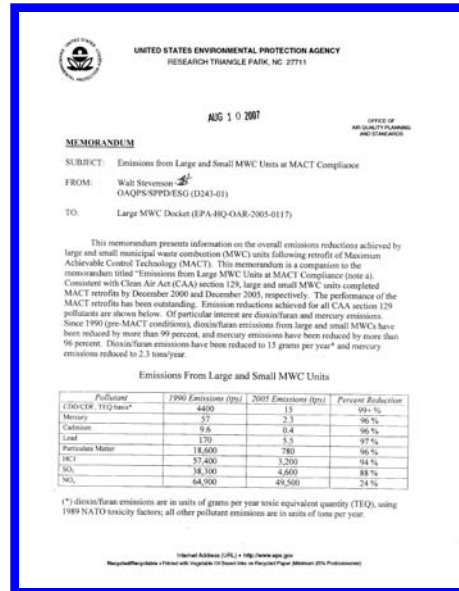 UNITED STATES ENVIRONMENTAL PROTECTION AGENCY
RESEARCH TRIANGLE PARK, NC 27711
AUG 10 2007
OFFICE OF
AIR QUALITY PLANNING
AND STANDARDS
MEMORANDUM
SUBJECT: Emissions from Large and Small MWC Units at MACT Compliance
FROM: Walt Stevenson
OAQPS/SPPD/ESG (D243-01)
TO: Large MWC Docket (EPA-HQ-OAR-2005-0117)
This memorandum presents information on the overall emissions reductions achieved by
large and small municipal waste combustion (MWC) units following retrofit of Maximum
Achievable Control Technology (MACT). This memorandum is a companion to the
memorandum titled "Emissions from Large MWC Units at MACT Compliance (note a).
Consistent with Clean Air Act (CAA) section 129, large and small MWC units completed
MACT retrofits by December 2000 and December 2005, respectively. The performance of the
MACT retrofits has been outstanding. Emission reductions achieved for all CAA section 129
pollutants are shown below. Of particular interest are dioxin/furan and mercury emissions.
Since 1990 (pre-MACT conditions), dioxin/furan emissions from large and small MWCs have
been reduced by more than 99 percent, and mercury emissions have been reduced by more than
96 percent. Dioxin/furan emissions have been reduced to 15 grams per year* and mercury
emissions reduced to 2.3 tons/year.
Emissions From Large and Small MWC Units
Pollutant 1990 Emissions (tpy) 2005 Emissions (tpy) Percent Reduction
CDD/CDF, TEQ basis* 4400 15 99+ %
Mercury 57 2.3 96 %
Cadmium 9.6 0.4 96 %
Lead 170 5.5 97 %
Particulate Matter 18,600 780 96 %
HCl 57,400 3,200 94 %
SO₂ 38,300 4,600 88 %
NOₓ 64,900 49,500 24 %
(*) dioxin/furan emissions are in units of grams per year toxic equivalent quantity (TEQ), using
1989 NATO toxicity factors; all other pollutant emissions are in units of tons per year.
Internet Address (URL) • http://www.epa.gov
Recycled/Recyclable • Printed with Vegetable Oil Based Inks on Recycled Paper (Minimum 25% Postconsumer)